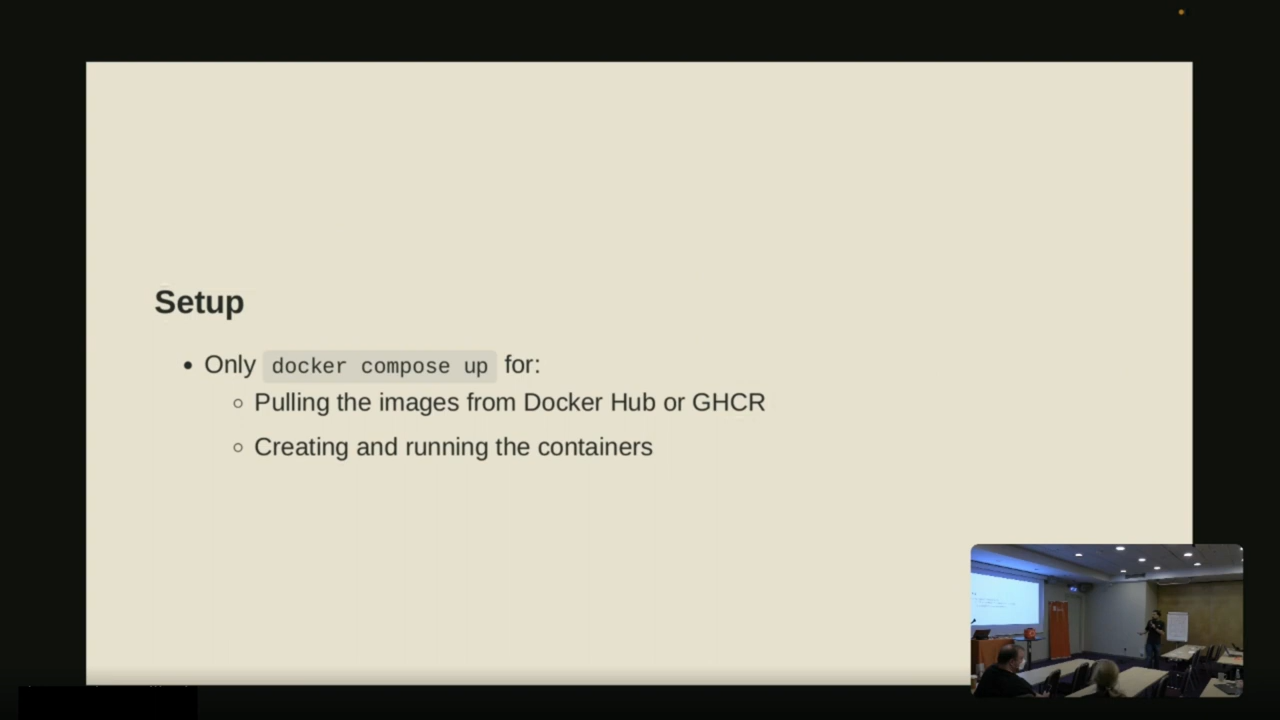 Setup
Only docker compose up for:
Pulling the images from Docker Hub or GHCR
Creating and running the containers